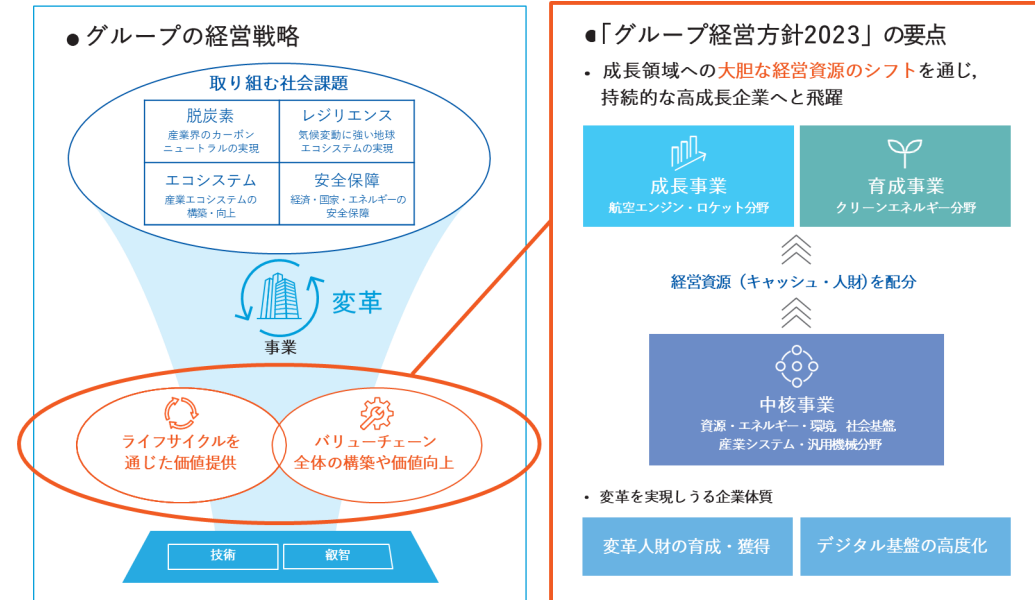 ●グループの経営戦略
取り組む社会課題
脱炭素
産業界のカーボン
ニュートラルの実現
レジリエンス
気候変動に強い地球
エコシステムの実現
エコシステム
産業エコシステムの
構築・向上
安全保障
経済・国家・エネルギーの
安全保障
変革
事業
ライフサイクルを
通じた価値提供
バリューチェーン
全体の構築や価値向上
技術
叡智
●「グループ経営方針2023」の要点
・ 成長領域への大胆な経営資源のシフトを通じ,
持続的な高成長企業へと飛躍
成長事業
航空エンジン・ロケット分野
育成事業
クリーンエネルギー分野
経営資源（キャッシュ・人財)を配分
中核事業
資源・エネルギー・環境, 社会基盤,
産業システム・汎用機械分野
・ 変革を実現しうる企業体質
変革人財の育成・獲得
デジタル基盤の高度化